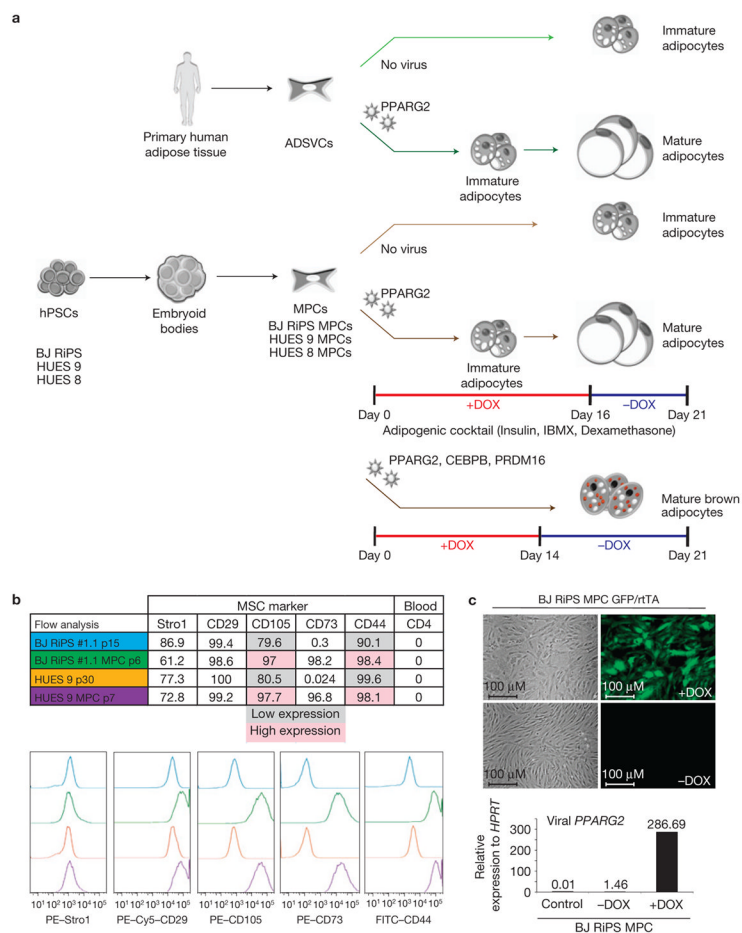 a
Immature
adipocytes
No virus
PPARG2
Primary human
adipose tissue
ADSVCs
Immature
adipocytes
Mature
adipocytes
Immature
adipocytes
No virus
PPARG2
hPSCs
Embryoid
bodies
MPCs
BJ RiPS MPCs
HUES 9 MPCs
HUES 8 MPCs
BJ RiPS
HUES 9
HUES 8
Immature
adipocytes
Mature
adipocytes
+DOX
–DOX
Day 0
Day 16
Day 21
Adipogenic cocktail (Insulin, IBMX, Dexamethasone)
PPARG2, CEBPB, PRDM16
Mature brown
adipocytes
+DOX
–DOX
Day 0
Day 14
Day 21
b
MSC marker Blood
Flow analysis Stro1 CD29 CD105 CD73 CD44 CD4
BJ RiPS #1.1 p15 86.9 99.4 79.6 0.3 90.1 0
BJ RiPS #1.1 MPC p6 61.2 98.6 97 98.2 98.4 0
HUES 9 p30 77.3 100 80.5 0.024 99.6 0
HUES 9 MPC p7 72.8 99.2 97.7 96.8 98.1 0
Low expression
High expression
10¹ 10² 10³ 10⁴ 10⁵ 10¹ 10² 10³ 10⁴ 10⁵ 10¹ 10² 10³ 10⁴ 10⁵ 10¹ 10² 10³ 10⁴ 10⁵ 10¹ 10² 10³ 10⁴ 10⁵
PE–Stro1 PE–Cy5–CD29 PE–CD105 PE–CD73 FITC–CD44
c
BJ RiPS MPC GFP/rtTA
100 µM
100 µM
+DOX
100 µM
100 µM
–DOX
Relative
expression to HPRT
300
200
100
0
Viral PPARG2
0.01
1.46
286.69
Control –DOX +DOX
BJ RiPS MPC